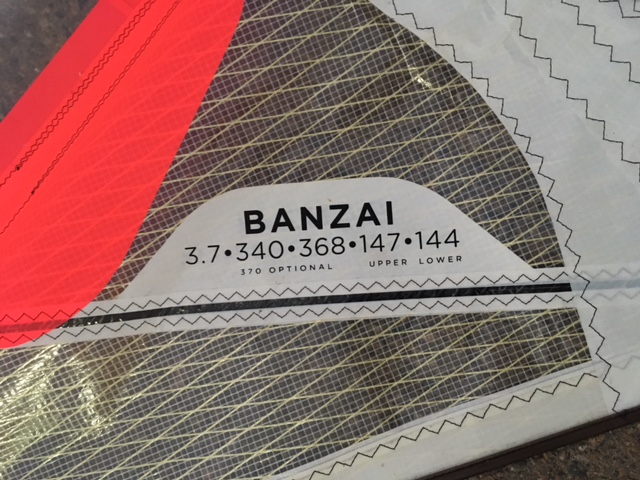 BANZAI
3.7•340•368•147•144
370 OPTIONAL UPPER LOWER